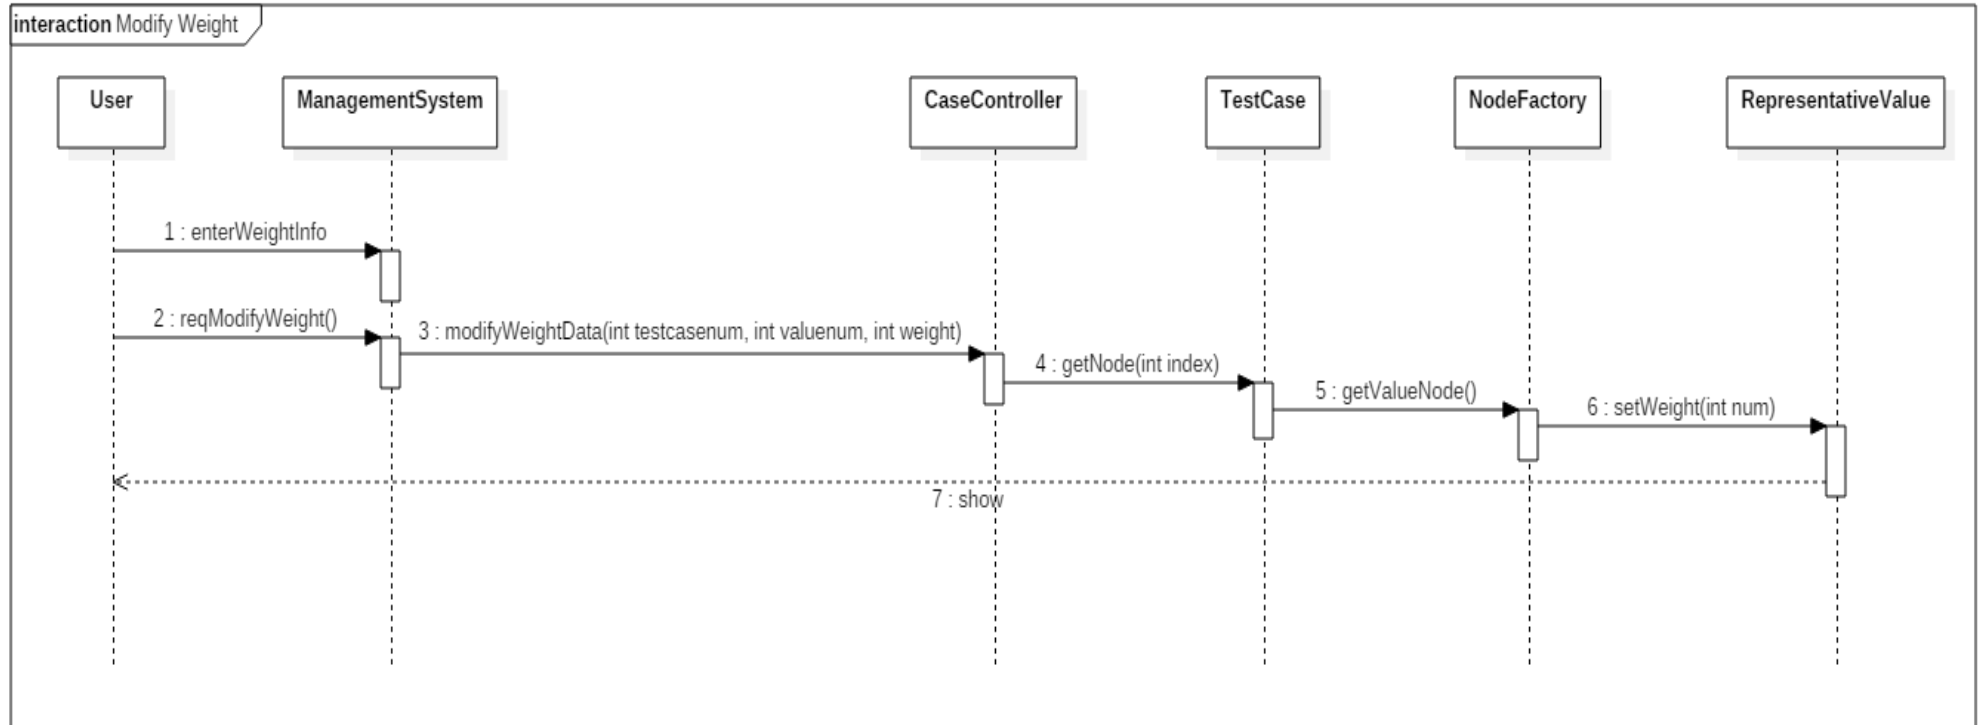 interaction Modify Weight
User
ManagementSystem
CaseController
TestCase
NodeFactory
RepresentativeValue
1 : enterWeightInfo
2 : reqModifyWeight()
3 : modifyWeightData(int testcasenum, int valuenum, int weight)
4 : getNode(int index)
5 : getValueNode()
6 : setWeight(int num)
7 : show